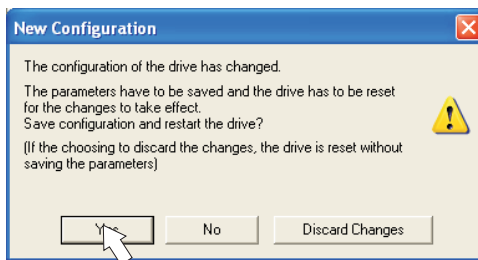 New Configuration
The configuration of the drive has changed.
The parameters have to be saved and the drive has to be reset
for the changes to take effect.
Save configuration and restart the drive?
(If the choosing to discard the changes, the drive is reset without
saving the parameters)
Yes No Discard Changes